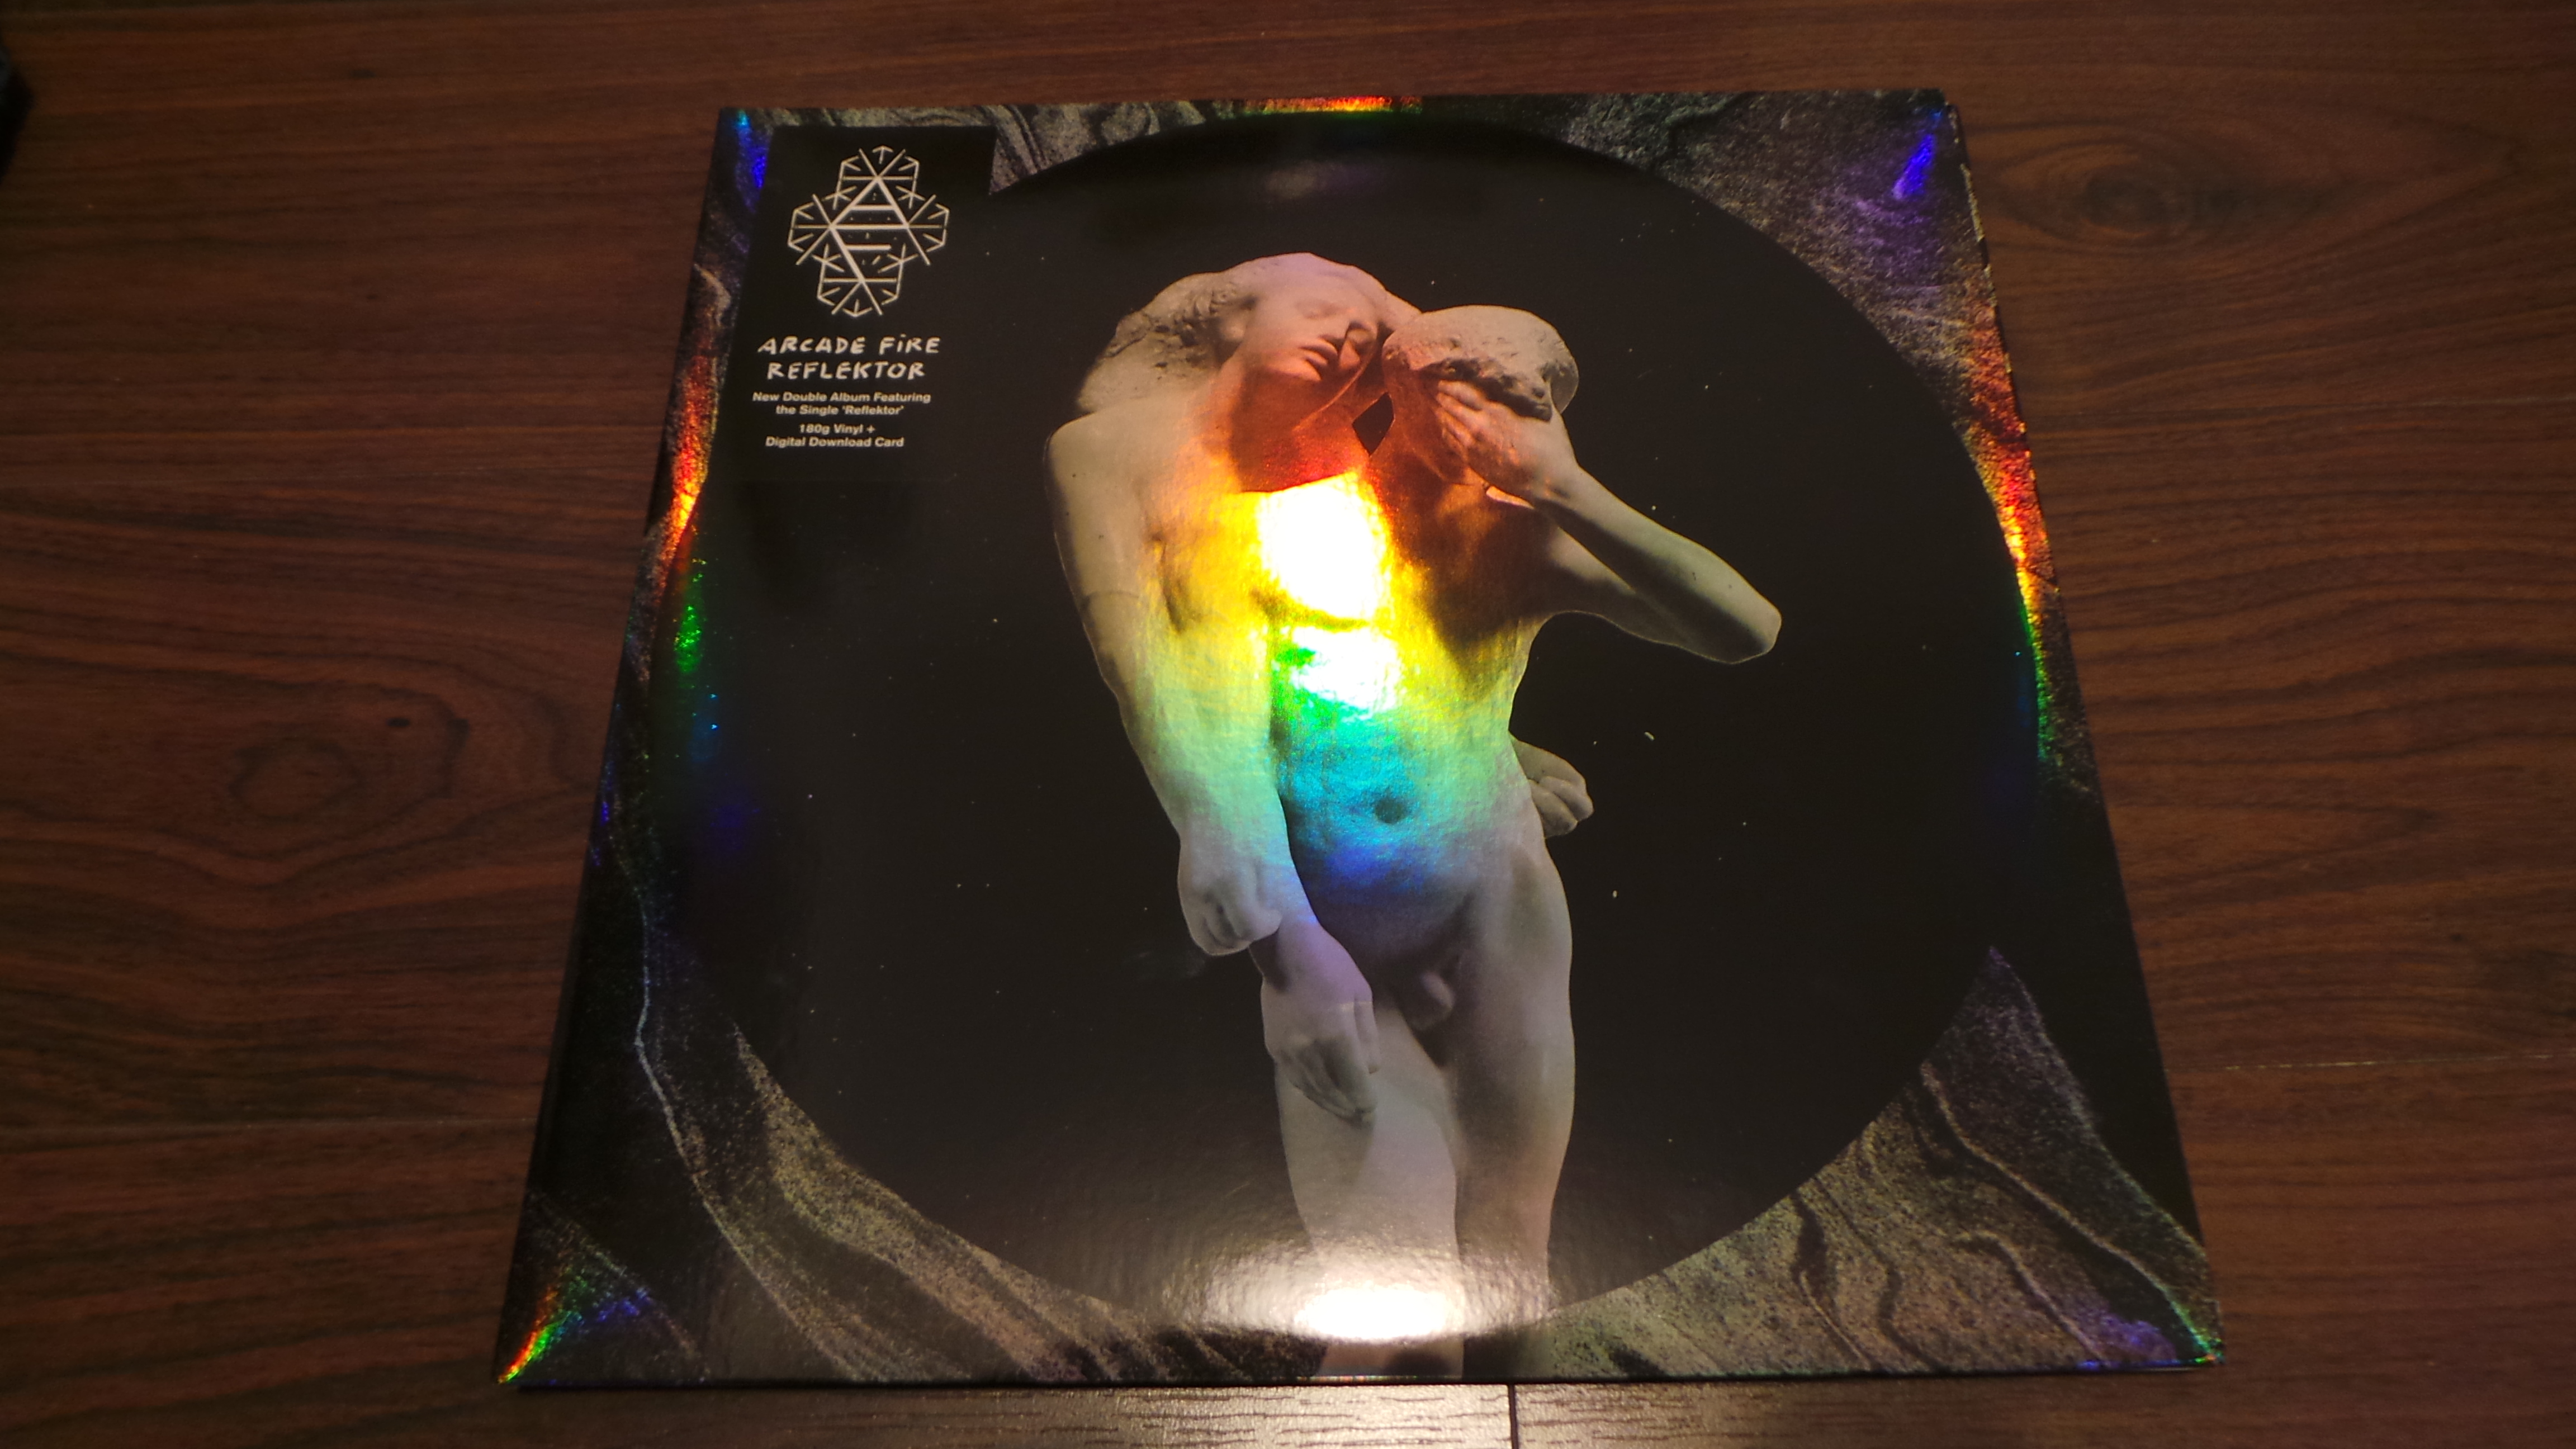 ARCADE FiRE
REFLEKTOR
New Double Album Featuring
the Single 'Reflektor'
180g Vinyl +
Digital Download Card